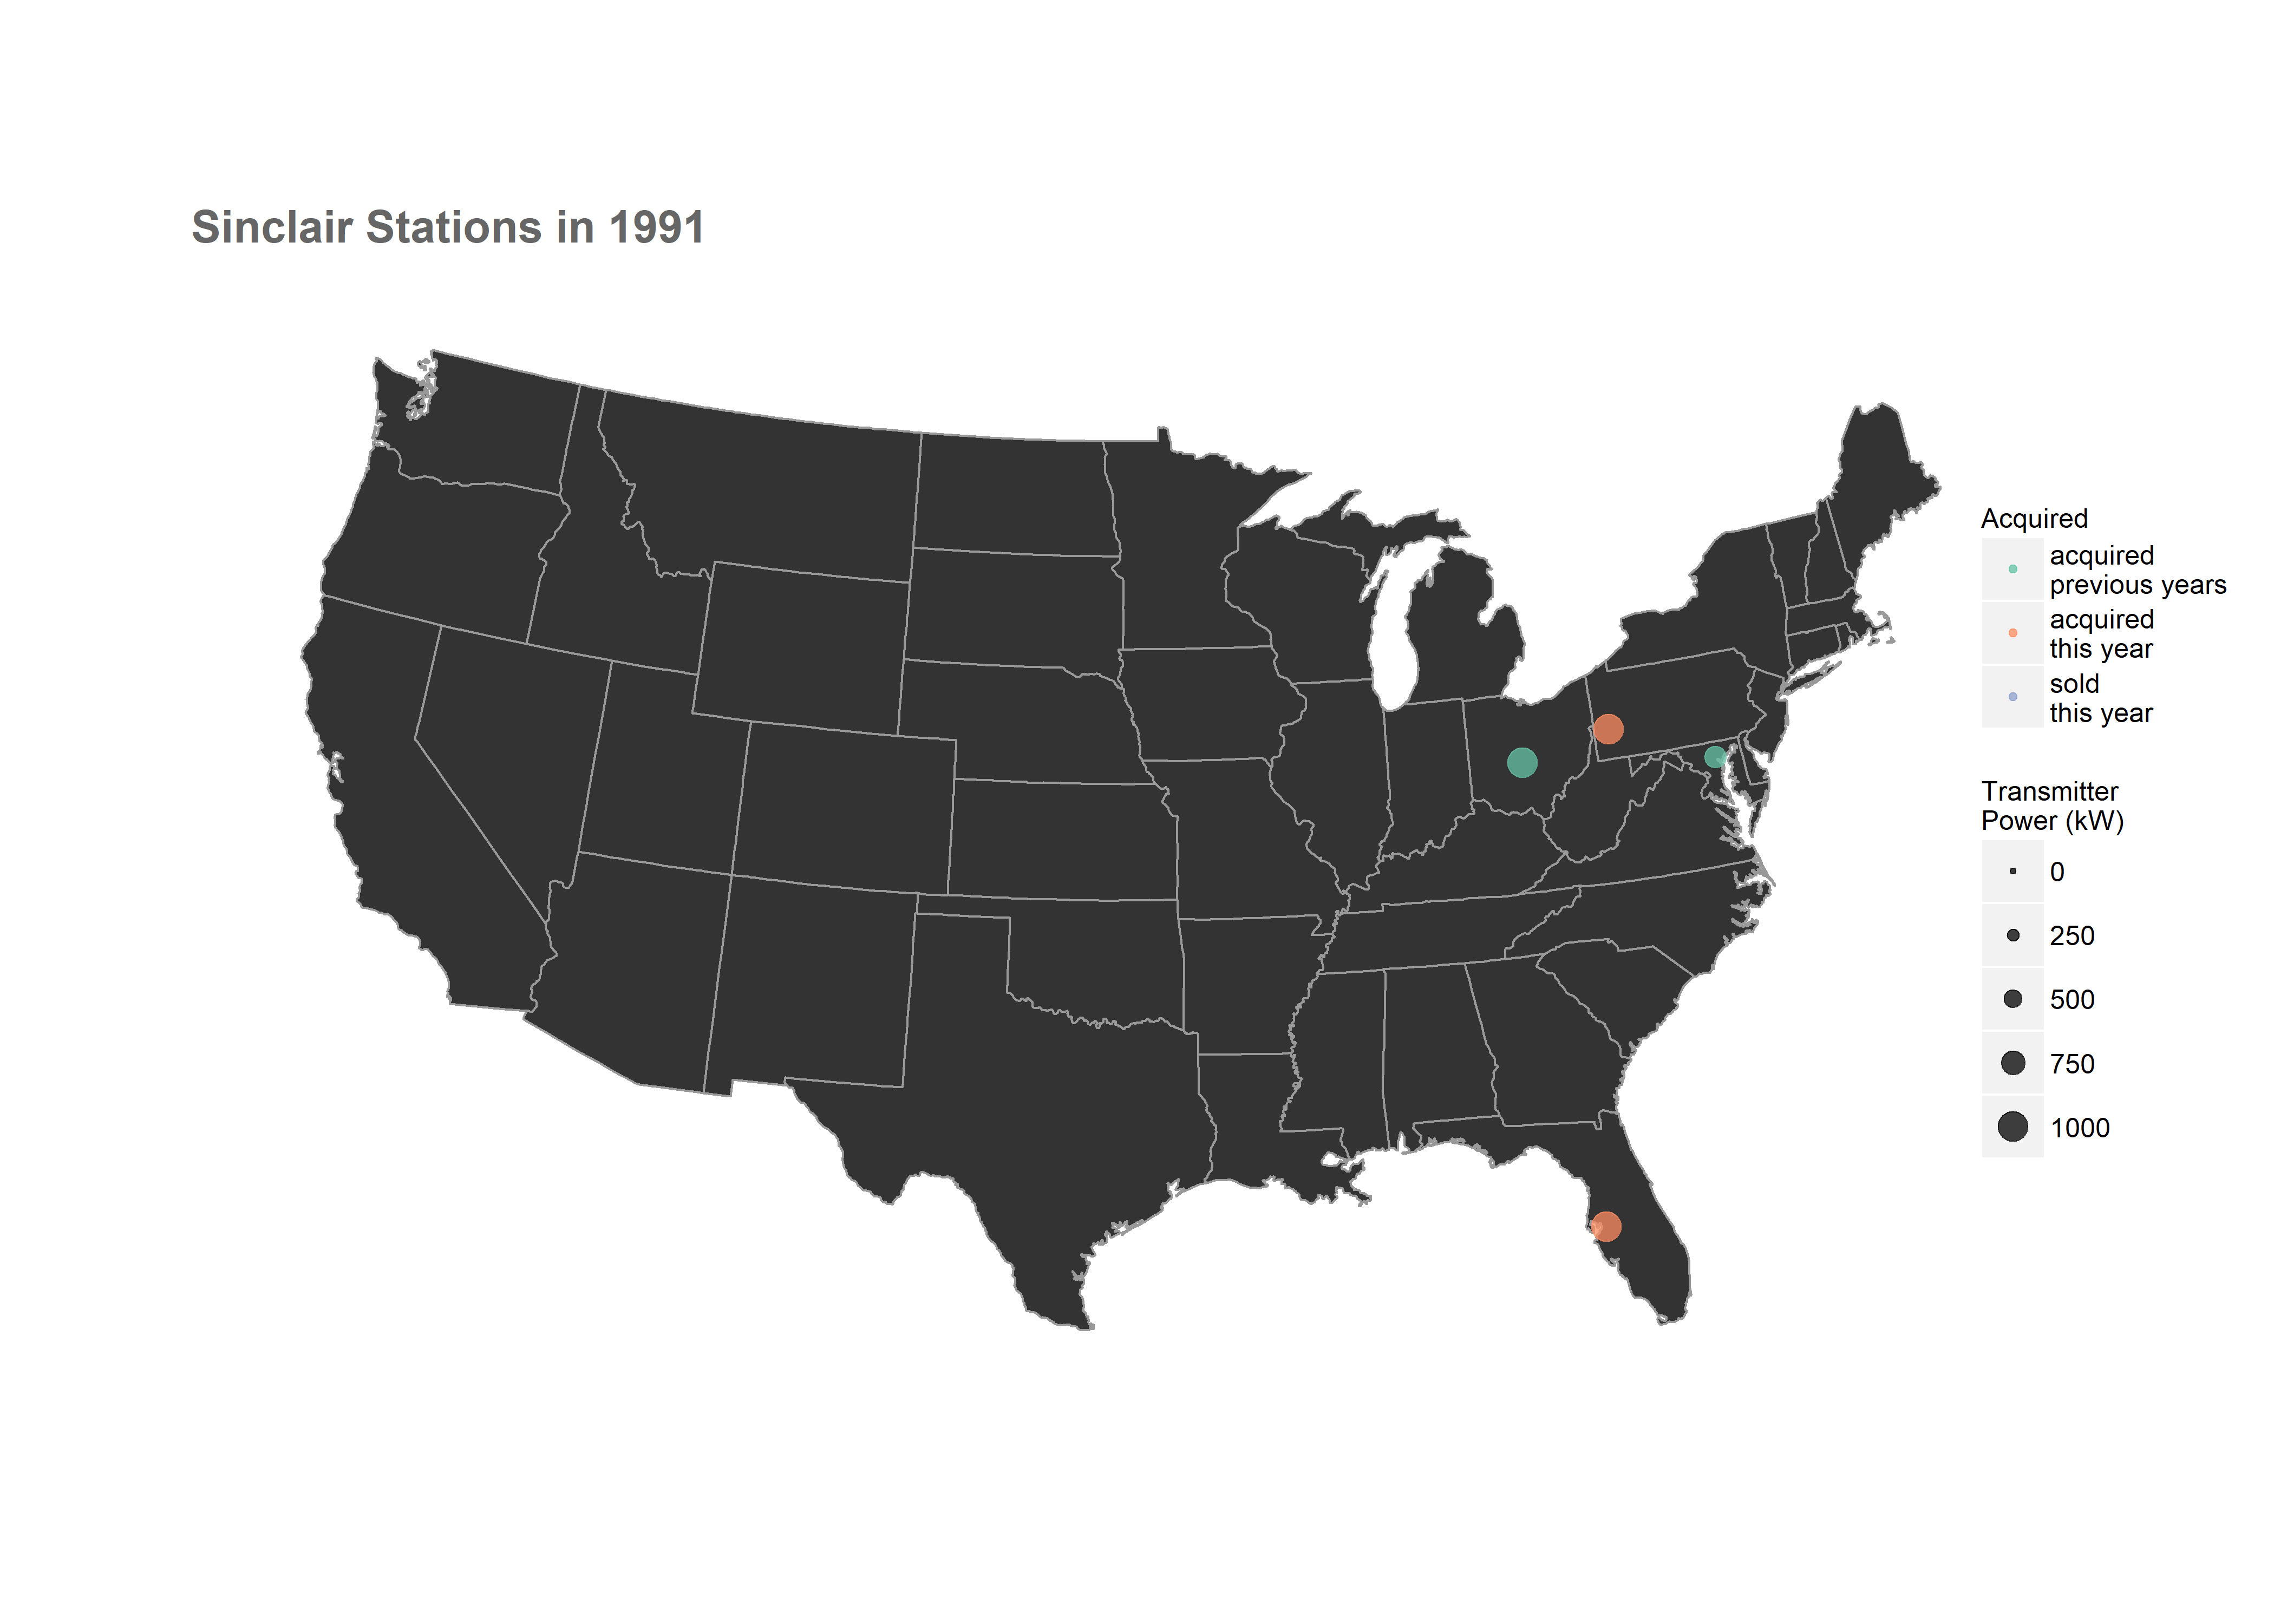 Sinclair Stations in 1991
Acquired
acquired
previous years
acquired
this year
sold
this year
Transmitter
Power (kW)
0
250
500
750
1000